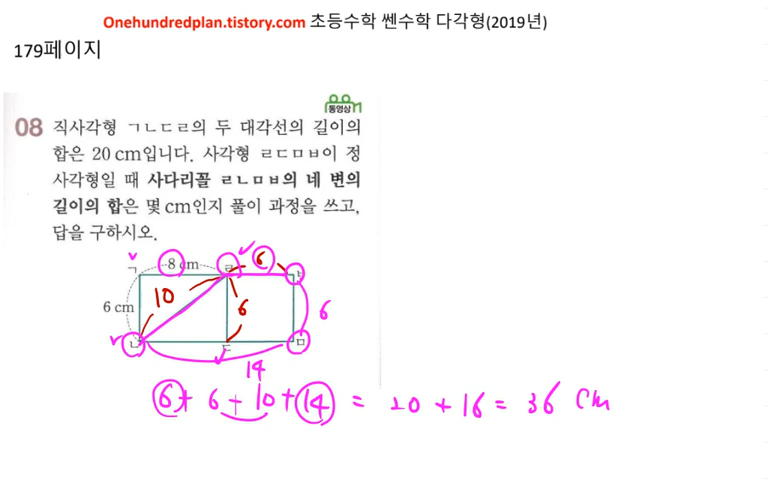 Onehundredplan.tistory.com 초등수학 쎈수학 다각형(2019년)
179페이지
동영상
08 직사각형 ㄱㄴㄷㄹ의 두 대각선의 길이의
합은 20 cm입니다. 사각형 ㄹㄷㅁㅂ이 정
사각형일 때 사다리꼴 ㄹㄴㅁㅂ의 네 변의
길이의 합은 몇 cm인지 풀이 과정을 쓰고,
답을 구하시오.
ㄱ 8 cm ㄹ 6 ㅂ
6 cm 10 6 6
ㄴ ㄷ ㅁ
14
6 + 6 + 10 + 14 = 20 + 16 = 36 cm